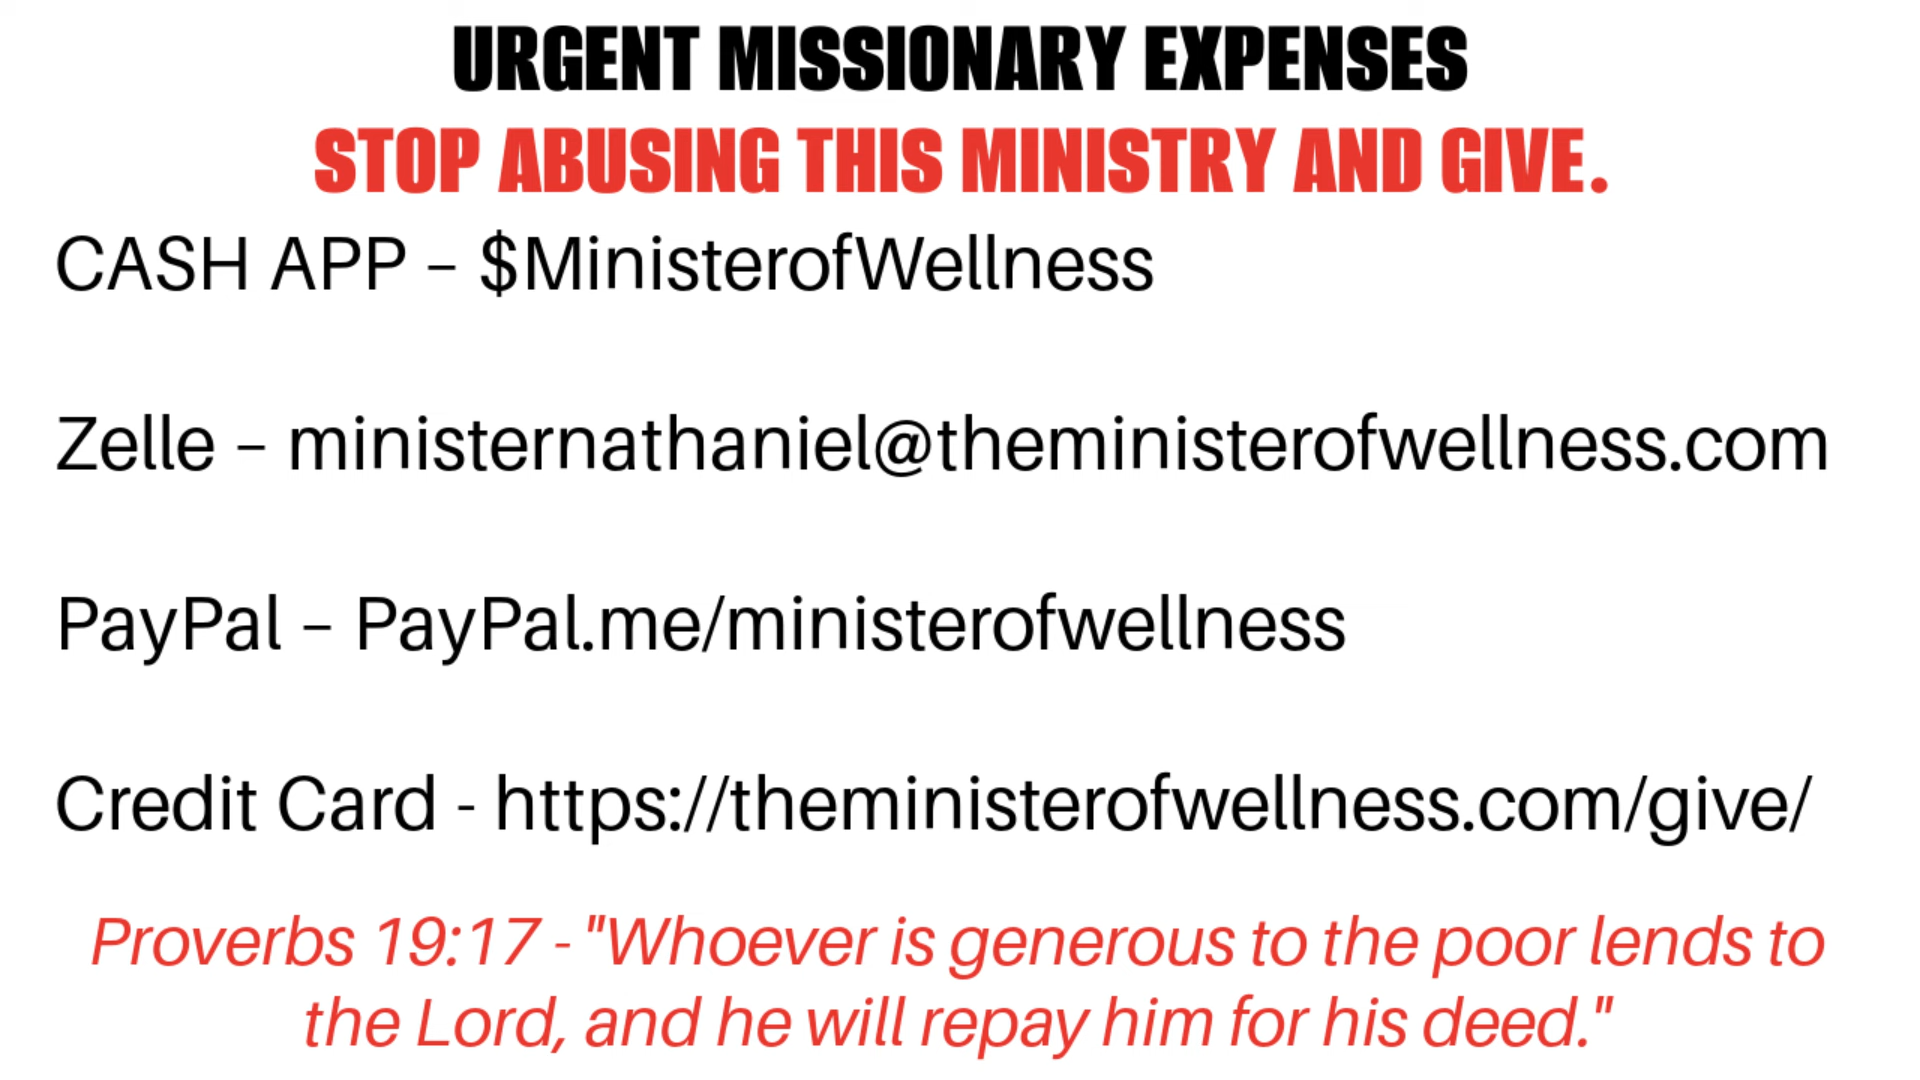 URGENT MISSIONARY EXPENSES
STOP ABUSING THIS MINISTRY AND GIVE.
CASH APP – $MinisterofWellness
Zelle – ministernathaniel@theministerofwellness.com
PayPal – PayPal.me/ministerofwellness
Credit Card - https://theministerofwellness.com/give/
Proverbs 19:17 - "Whoever is generous to the poor lends to
the Lord, and he will repay him for his deed."